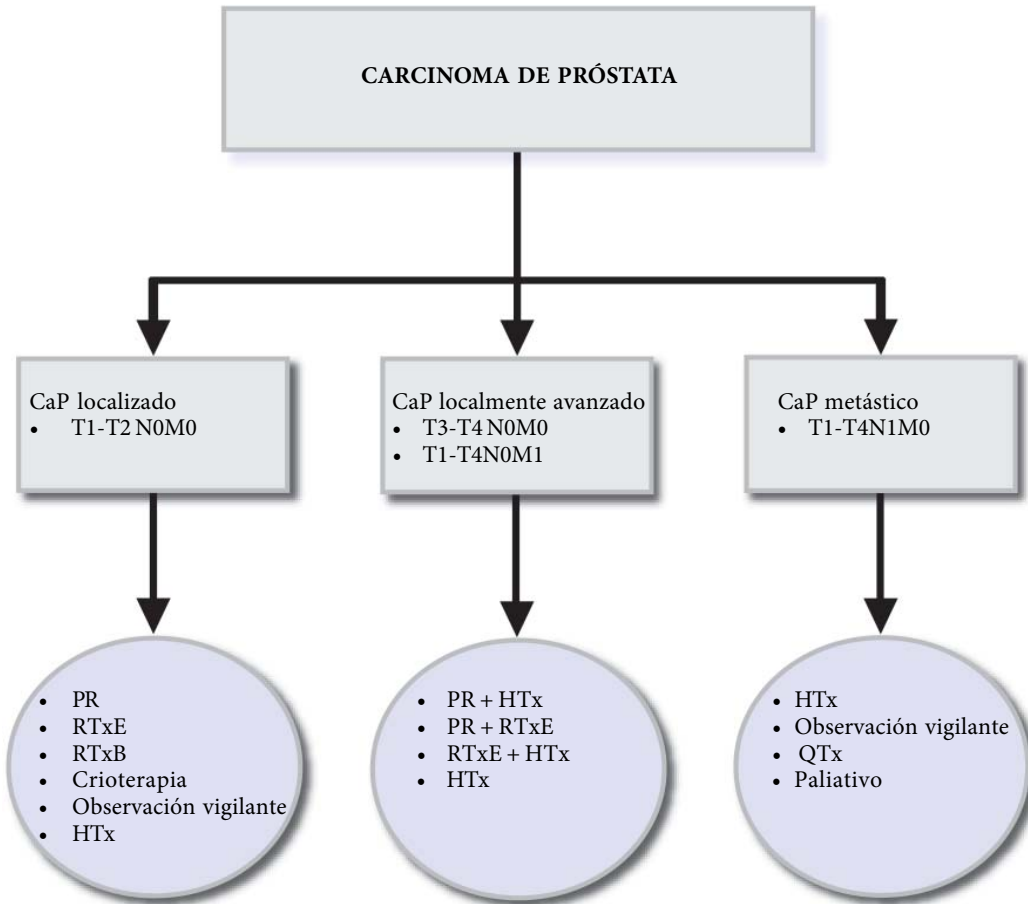 CARCINOMA DE PRÓSTATA
CaP localizado
• T1-T2 N0M0
CaP localmente avanzado
• T3-T4 N0M0
• T1-T4N0M1
CaP metástico
• T1-T4N1M0
• PR
• RTxE
• RTxB
• Crioterapia
• Observación vigilante
• HTx
• PR + HTx
• PR + RTxE
• RTxE + HTx
• HTx
• HTx
• Observación vigilante
• QTx
• Paliativo